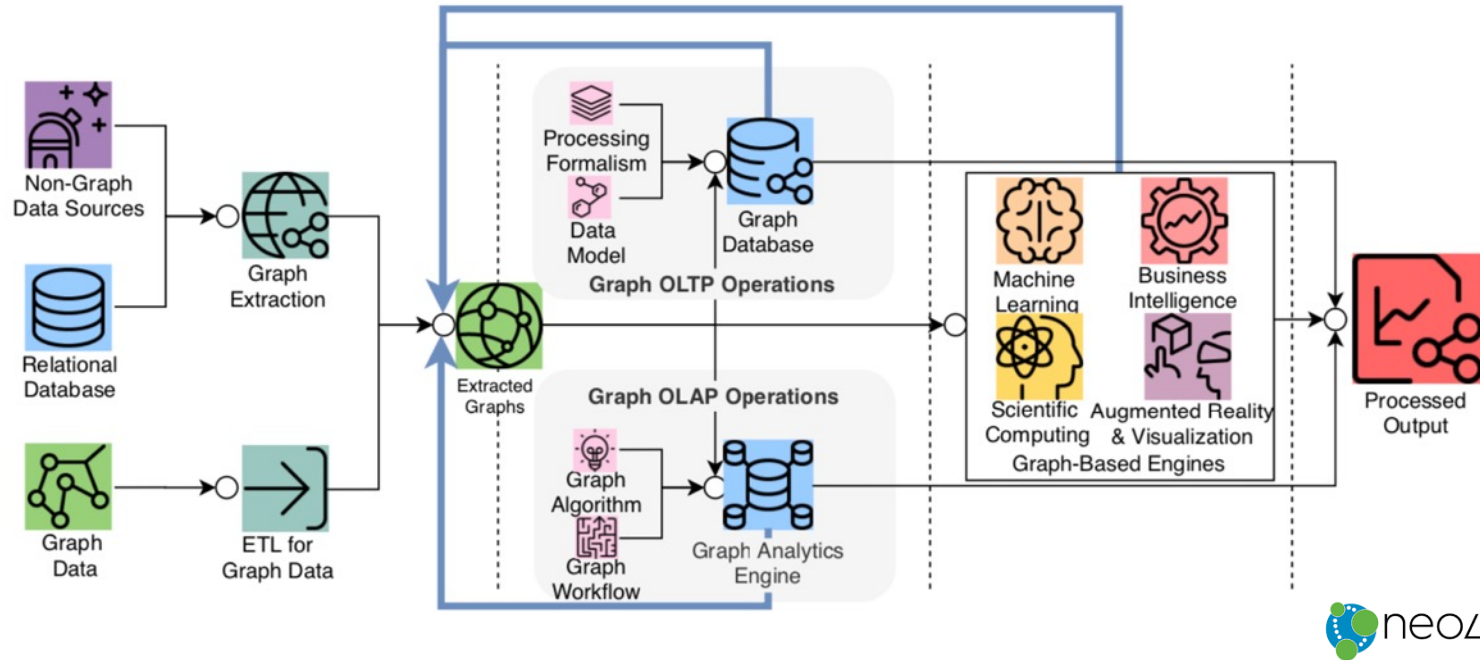 Non-Graph
Data Sources
Relational
Database
Graph
Data
Graph
Extraction
ETL for
Graph Data
Extracted
Graphs
Processing
Formalism
Data
Model
Graph
Database
Graph OLTP Operations
Graph OLAP Operations
Graph
Algorithm
Graph
Workflow
Graph Analytics
Engine
Machine
Learning
Business
Intelligence
Scientific
Computing
Augmented Reality
& Visualization
Graph-Based Engines
Processed
Output
neo4